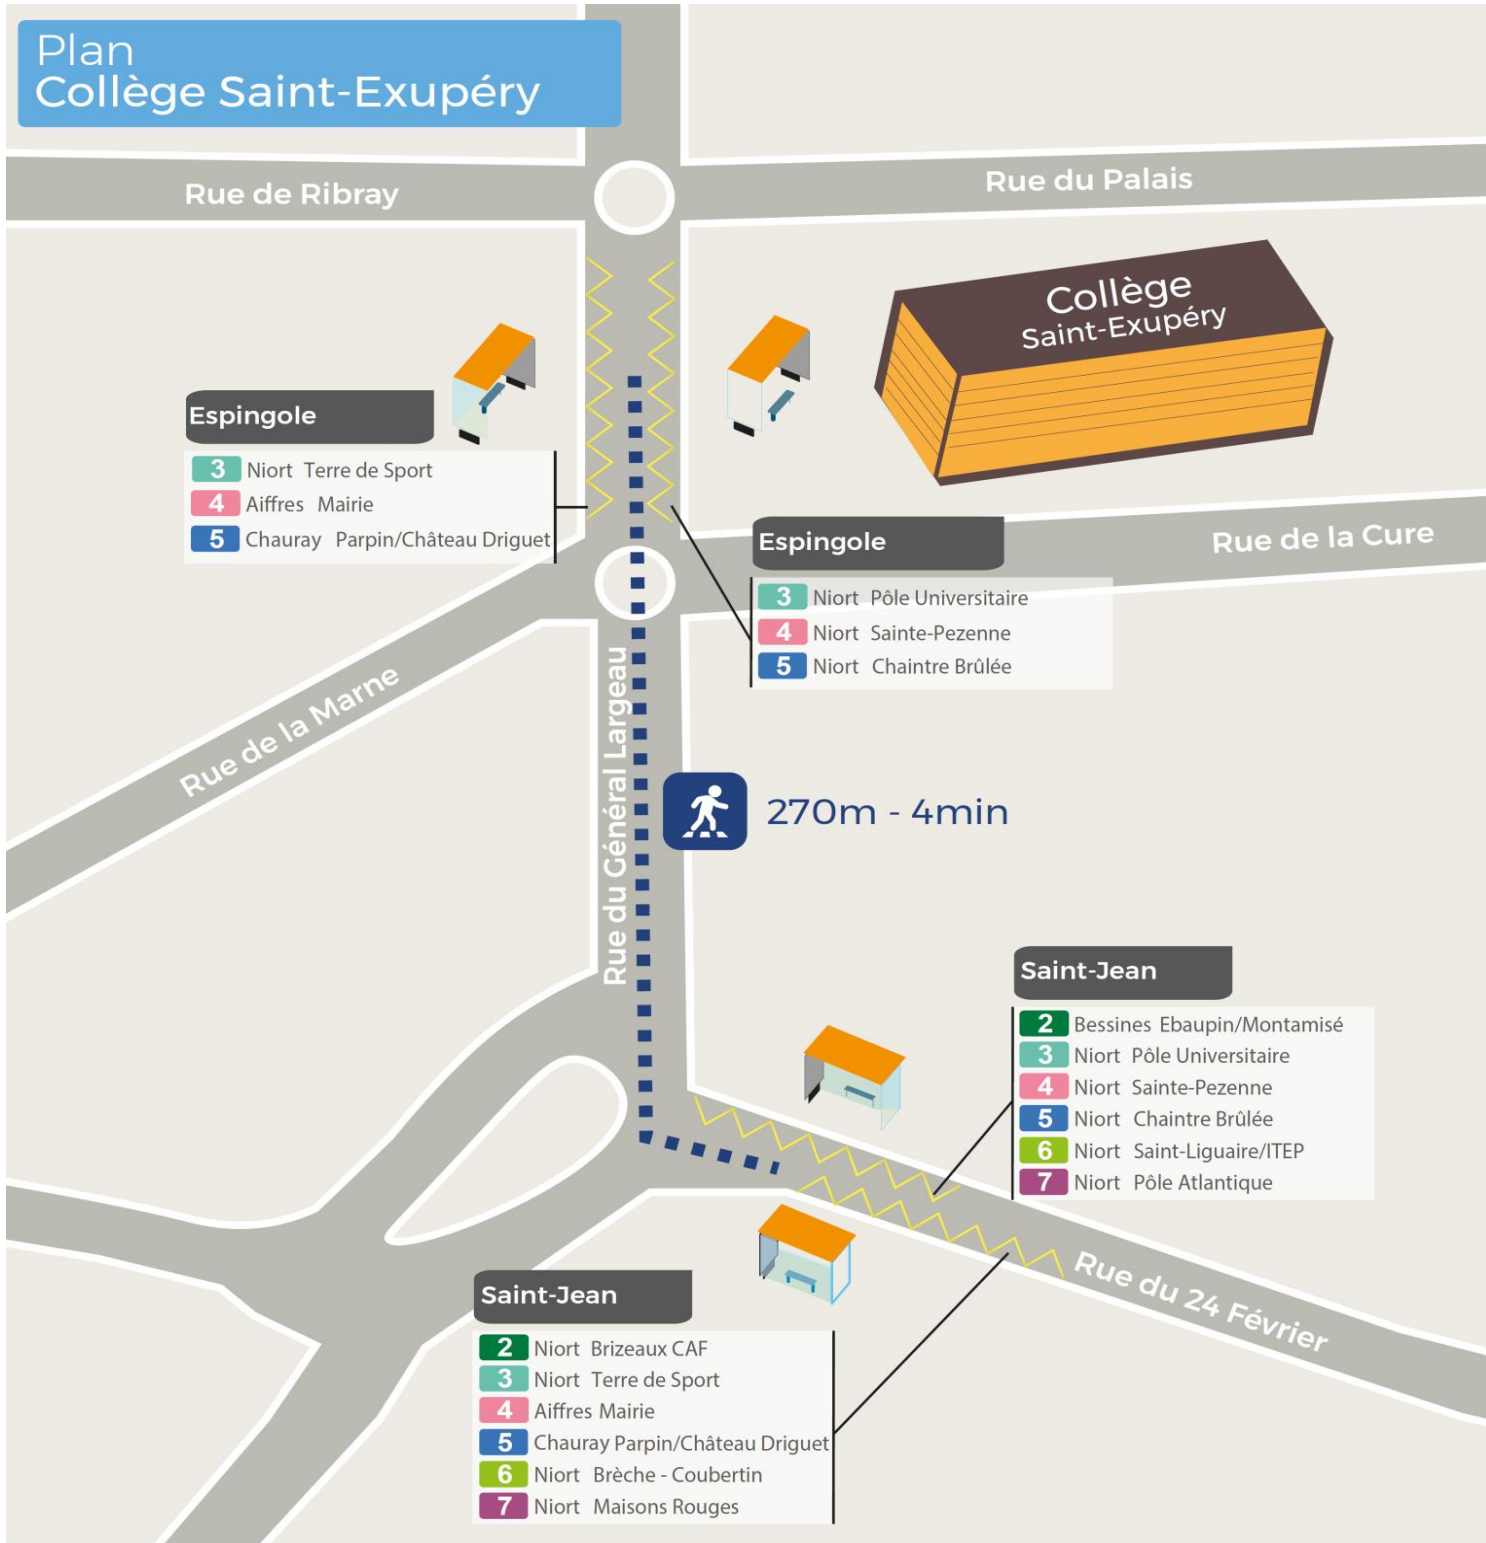 Plan
Collège Saint-Exupéry
Rue de Ribray
Rue du Palais
Collège
Saint-Exupéry
Espingole
3 Niort Terre de Sport
4 Aiffres Mairie
5 Chauray Parpin/Château Driguet
Rue de la Cure
Espingole
3 Niort Pôle Universitaire
4 Niort Sainte-Pezenne
5 Niort Chaintre Brûlée
Rue de la Marne
Rue du Général Largeau
270m - 4min
Saint-Jean
2 Bessines Ebaupin/Montamisé
3 Niort Pôle Universitaire
4 Niort Sainte-Pezenne
5 Niort Chaintre Brûlée
6 Niort Saint-Liguaire/ITEP
7 Niort Pôle Atlantique
Rue du 24 Février
Saint-Jean
2 Niort Brizeaux CAF
3 Niort Terre de Sport
4 Aiffres Mairie
5 Chauray Parpin/Château Driguet
6 Niort Brèche - Coubertin
7 Niort Maisons Rouges